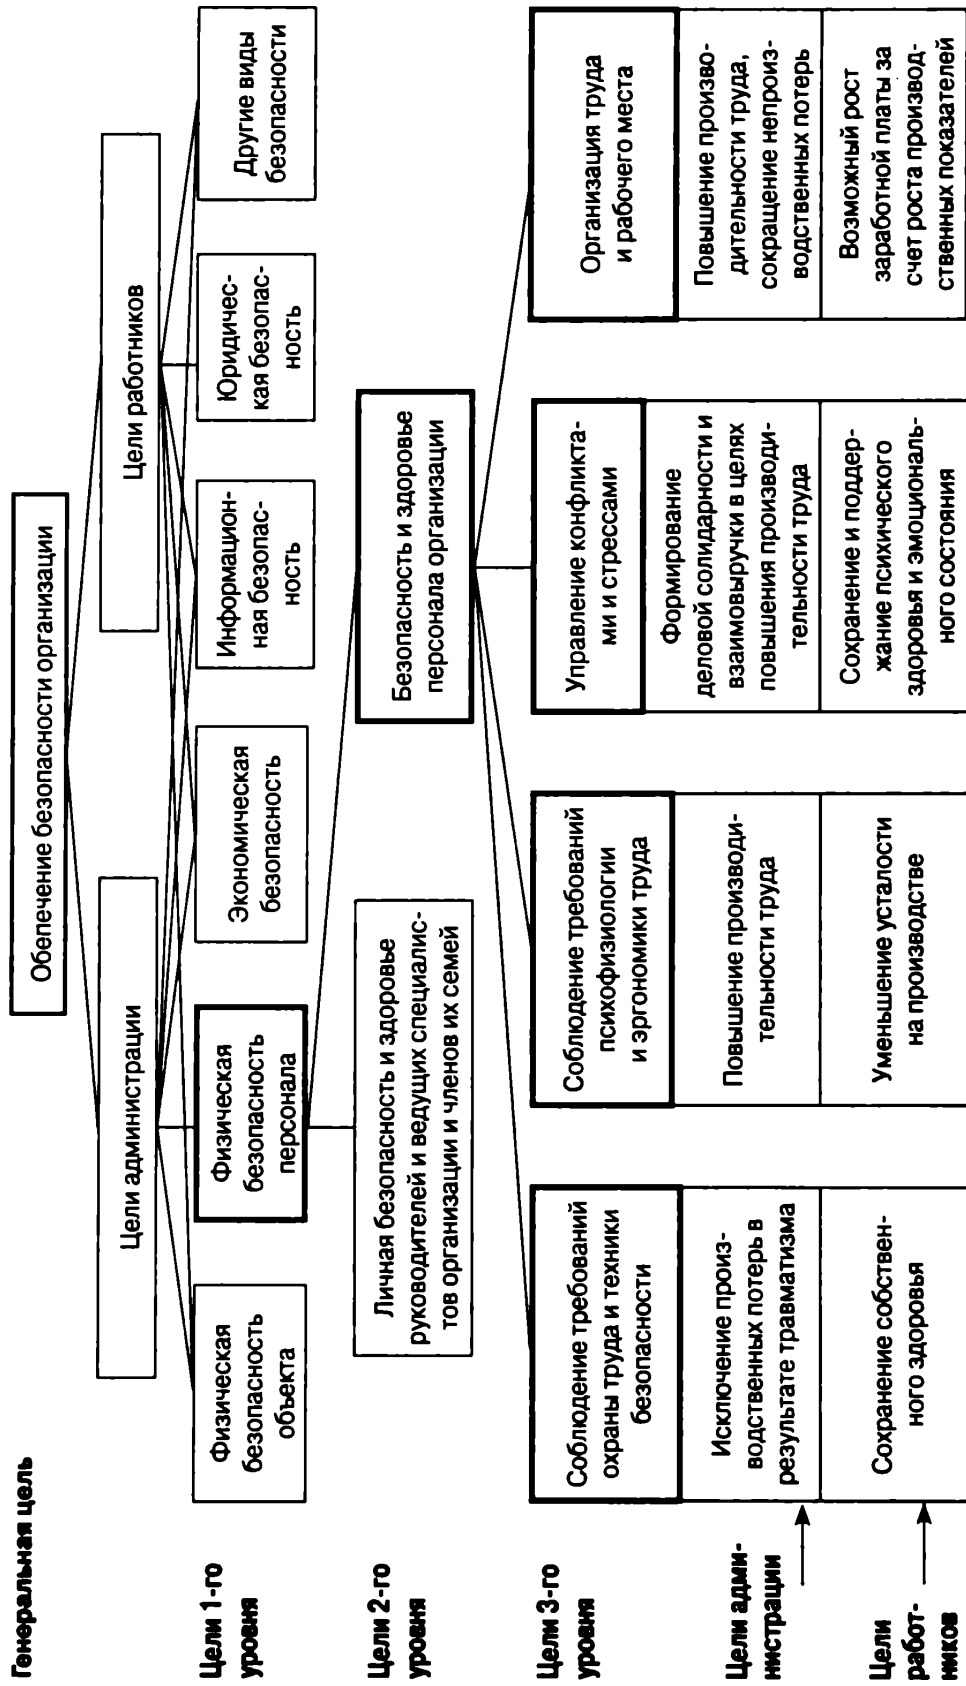 Генеральная цель
Обепечение безопасности организации
Цели администрации
Цели работников
Цели 1-го
уровня
Физическая
безопасность
объекта
Физическая
безопасность
персонала
Экономическая
безопасность
Информацион-
ная безопас-
ность
Юридичес-
кая безопас-
ность
Другие виды
безопасности
Цели 2-го
уровня
Личная безопасность и здоровье
руководителей и ведущих специалис-
тов организации и членов их семей
Безопасность и здоровье
персонала организации
Цели 3-го
уровня
Соблюдение требований
охраны труда и техники
безопасности
Соблюдение требований
психофизиологии
и эргономики труда
Управление конфликта-
ми и стрессами
Организация труда
и рабочего места
Цели адми-
нистрации
Исключение произ-
водственных потерь в
результате травматизма
Повышение производи-
тельности труда
Формирование
деловой солидарности и
взаимовыручки в целях
повышения производи-
тельности труда
Повышение произво-
дительности труда,
сокращение непроиз-
водственных потерь
Цели
работ-
ников
Сохранение собствен-
ного здоровья
Уменьшение усталости
на производстве
Сохранение и поддер-
жание психического
здоровья и эмоциональ-
ного состояния
Возможный рост
заработной платы за
счет роста производ-
ственных показателей